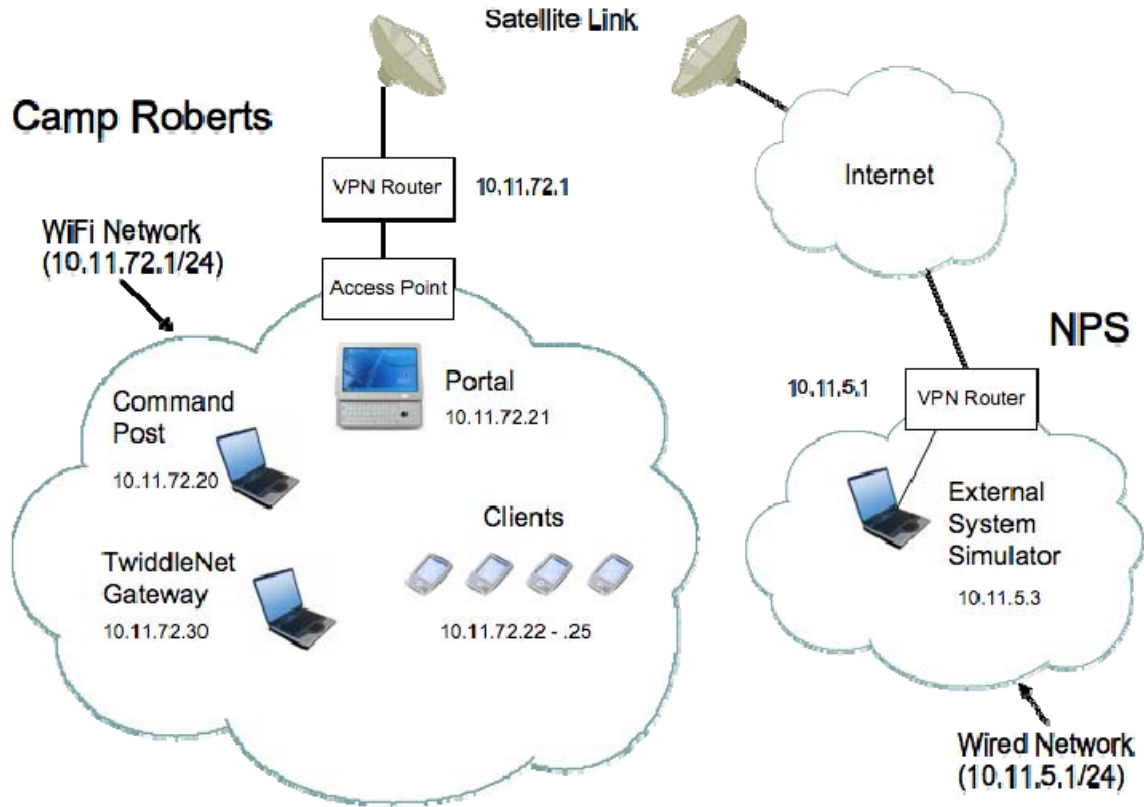 Satellite Link
Camp Roberts
VPN Router
10.11.72.1
Internet
WiFi Network
(10.11.72.1/24)
Access Point
NPS
Portal
10.11.72.21
10.11.5.1
VPN Router
Command
Post
10.11.72.20
Clients
External
System
Simulator
10.11.5.3
TwiddleNet
Gateway
10.11.72.30
10.11.72.22 - .25
Wired Network
(10.11.5.1/24)